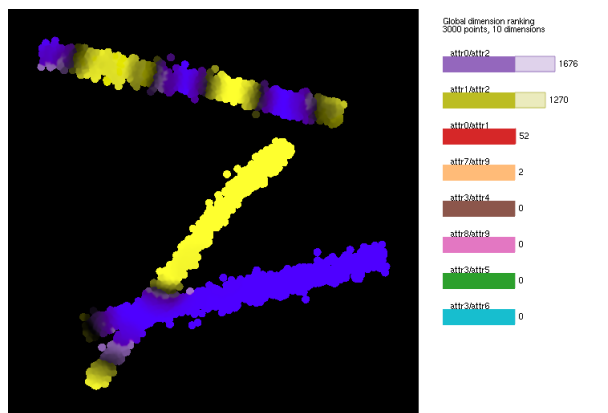 Global dimension ranking
3000 points, 10 dimensions
attr0/attr2
1676
attr1/attr2
1270
attr0/attr1
52
attr7/attr9
2
attr3/attr4
0
attr8/attr9
0
attr3/attr5
0
attr3/attr6
0